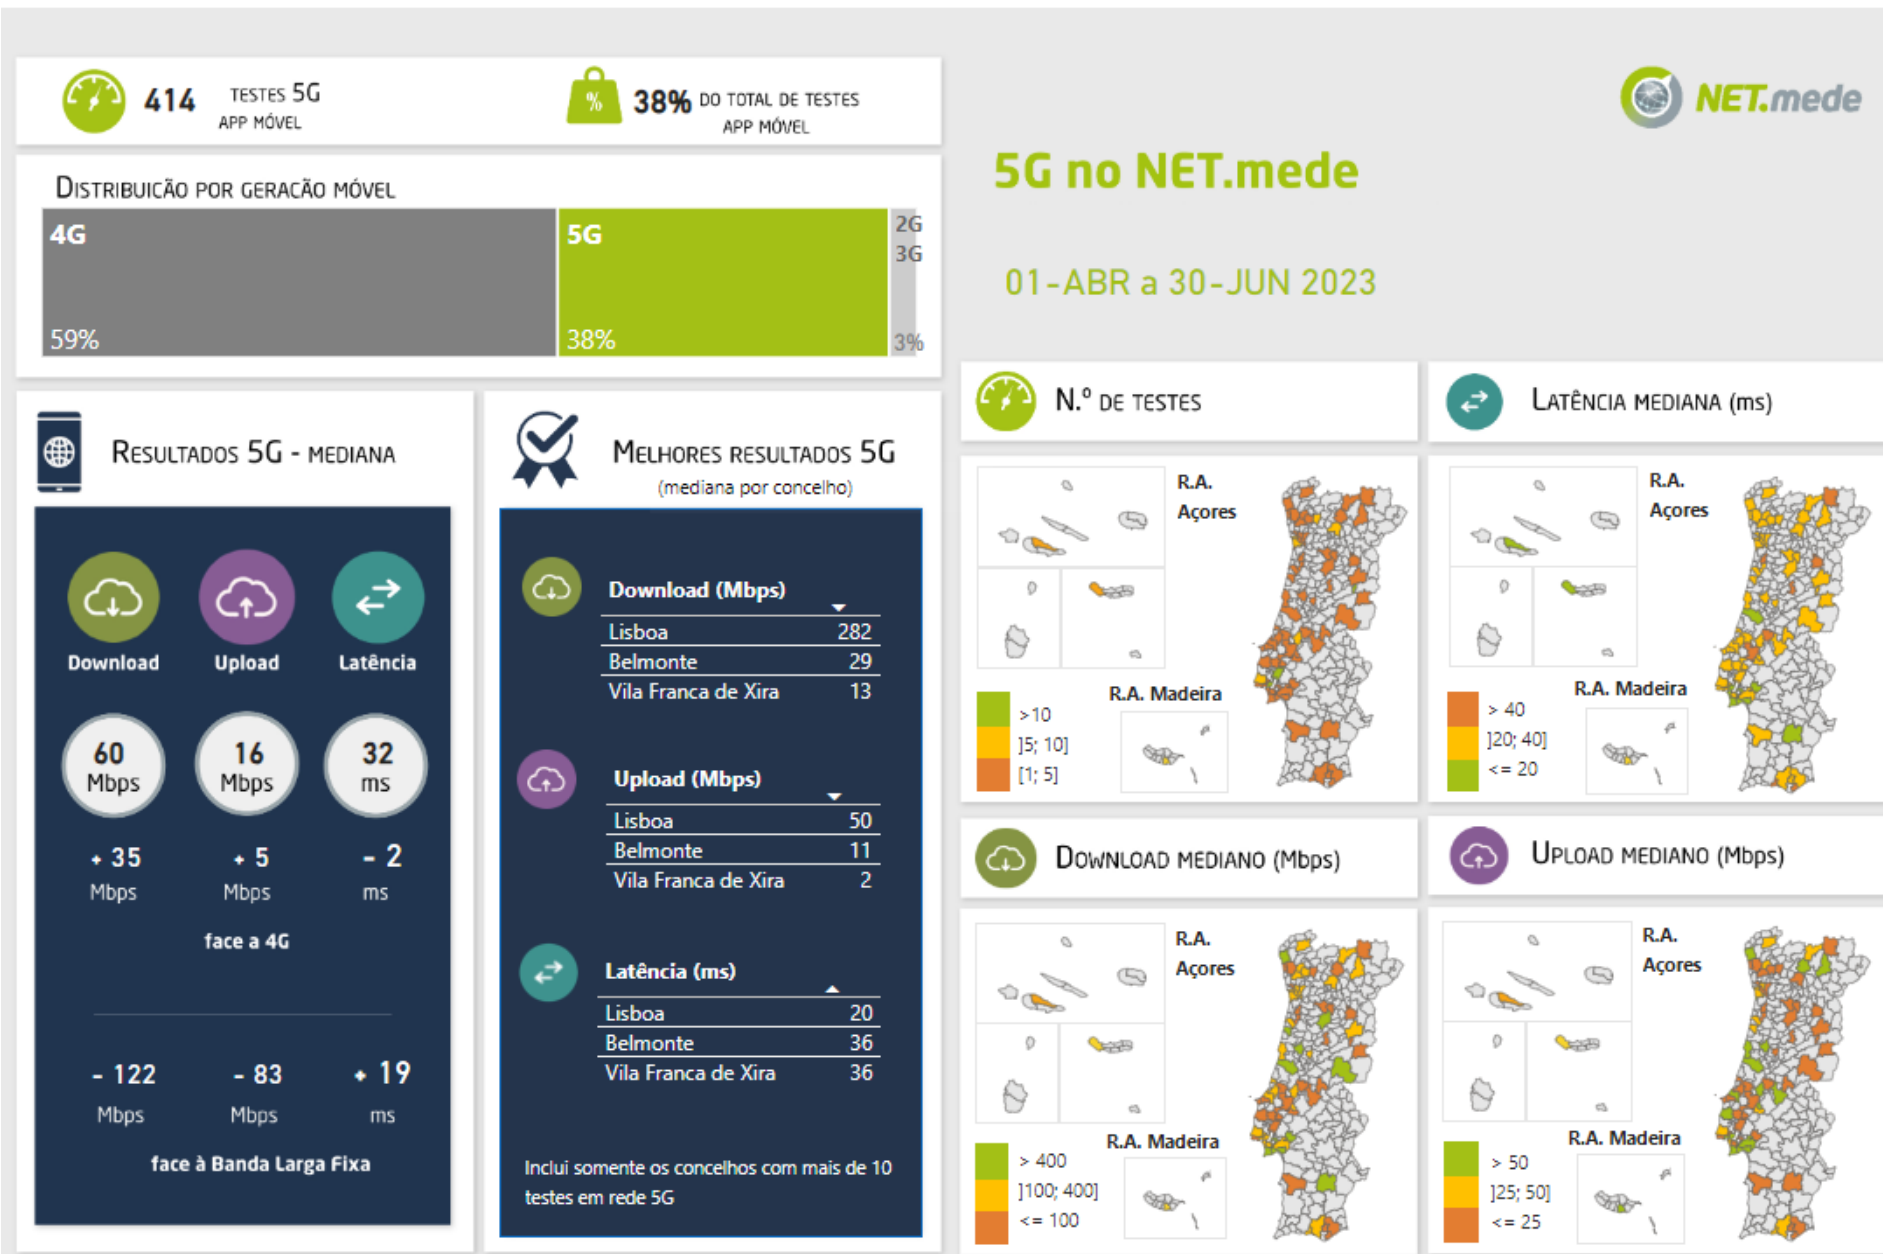 414 TESTES 5G
APP MÓVEL
% 38% DO TOTAL DE TESTES
APP MÓVEL
NET.mede
5G no NET.mede
01-ABR a 30-JUN 2023
DISTRIBUICÃO POR GERACÃO MÓVEL
4G
59%
5G
38%
2G
3G
3%
RESULTADOS 5G - MEDIANA
Download Upload Latência
60 16 32
Mbps Mbps ms
+ 35 + 5 - 2
Mbps Mbps ms
face a 4G
- 122 - 83 + 19
Mbps Mbps ms
face à Banda Larga Fixa
MELHORES RESULTADOS 5G
(mediana por concelho)
Download (Mbps)
Lisboa 282
Belmonte 29
Vila Franca de Xira 13
Upload (Mbps)
Lisboa 50
Belmonte 11
Vila Franca de Xira 2
Latência (ms)
Lisboa 20
Belmonte 36
Vila Franca de Xira 36
Inclui somente os concelhos com mais de 10
testes em rede 5G
N.º DE TESTES
R.A.
Açores
R.A. Madeira
>10
]5; 10]
[1; 5]
LATÊNCIA MEDIANA (ms)
R.A.
Açores
R.A. Madeira
> 40
]20; 40]
<= 20
DOWNLOAD MEDIANO (Mbps)
R.A.
Açores
R.A. Madeira
> 400
]100; 400]
<= 100
UPLOAD MEDIANO (Mbps)
R.A.
Açores
R.A. Madeira
> 50
]25; 50]
<= 25